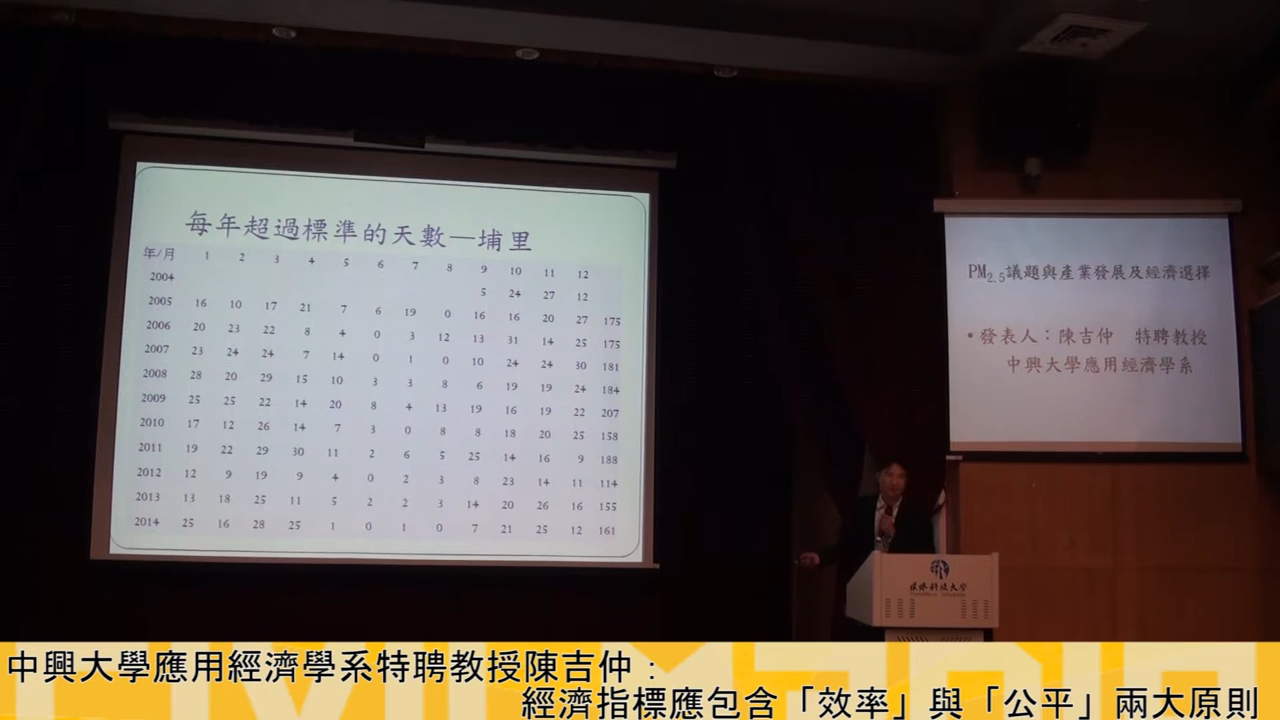 每年超過標準的天數—埔里
年/月 1 2 3 4 5 6 7 8 9 10 11 12
2004 5 24 27 12
2005 16 10 17 21 7 6 19 0 16 16 20 27 175
2006 20 23 22 8 4 0 3 12 13 31 14 25 175
2007 23 24 24 7 14 0 1 0 10 24 24 30 181
2008 28 20 29 15 10 3 3 8 6 19 19 24 184
2009 25 25 22 14 20 8 4 13 19 16 19 22 207
2010 17 12 26 14 7 3 0 8 8 18 20 25 158
2011 19 22 29 30 11 2 6 5 25 14 16 9 188
2012 12 9 19 9 4 0 2 3 8 23 14 11 114
2013 13 18 25 11 5 2 2 3 14 20 26 16 155
2014 25 16 28 25 1 0 1 0 7 21 25 12 161
PM2.5議題與產業發展及經濟選擇
• 發表人：陳吉仲 特聘教授
中興大學應用經濟學系
環球科技大學
中興大學應用經濟學系特聘教授陳吉仲：
經濟指標應包含「效率」與「公平」兩大原則